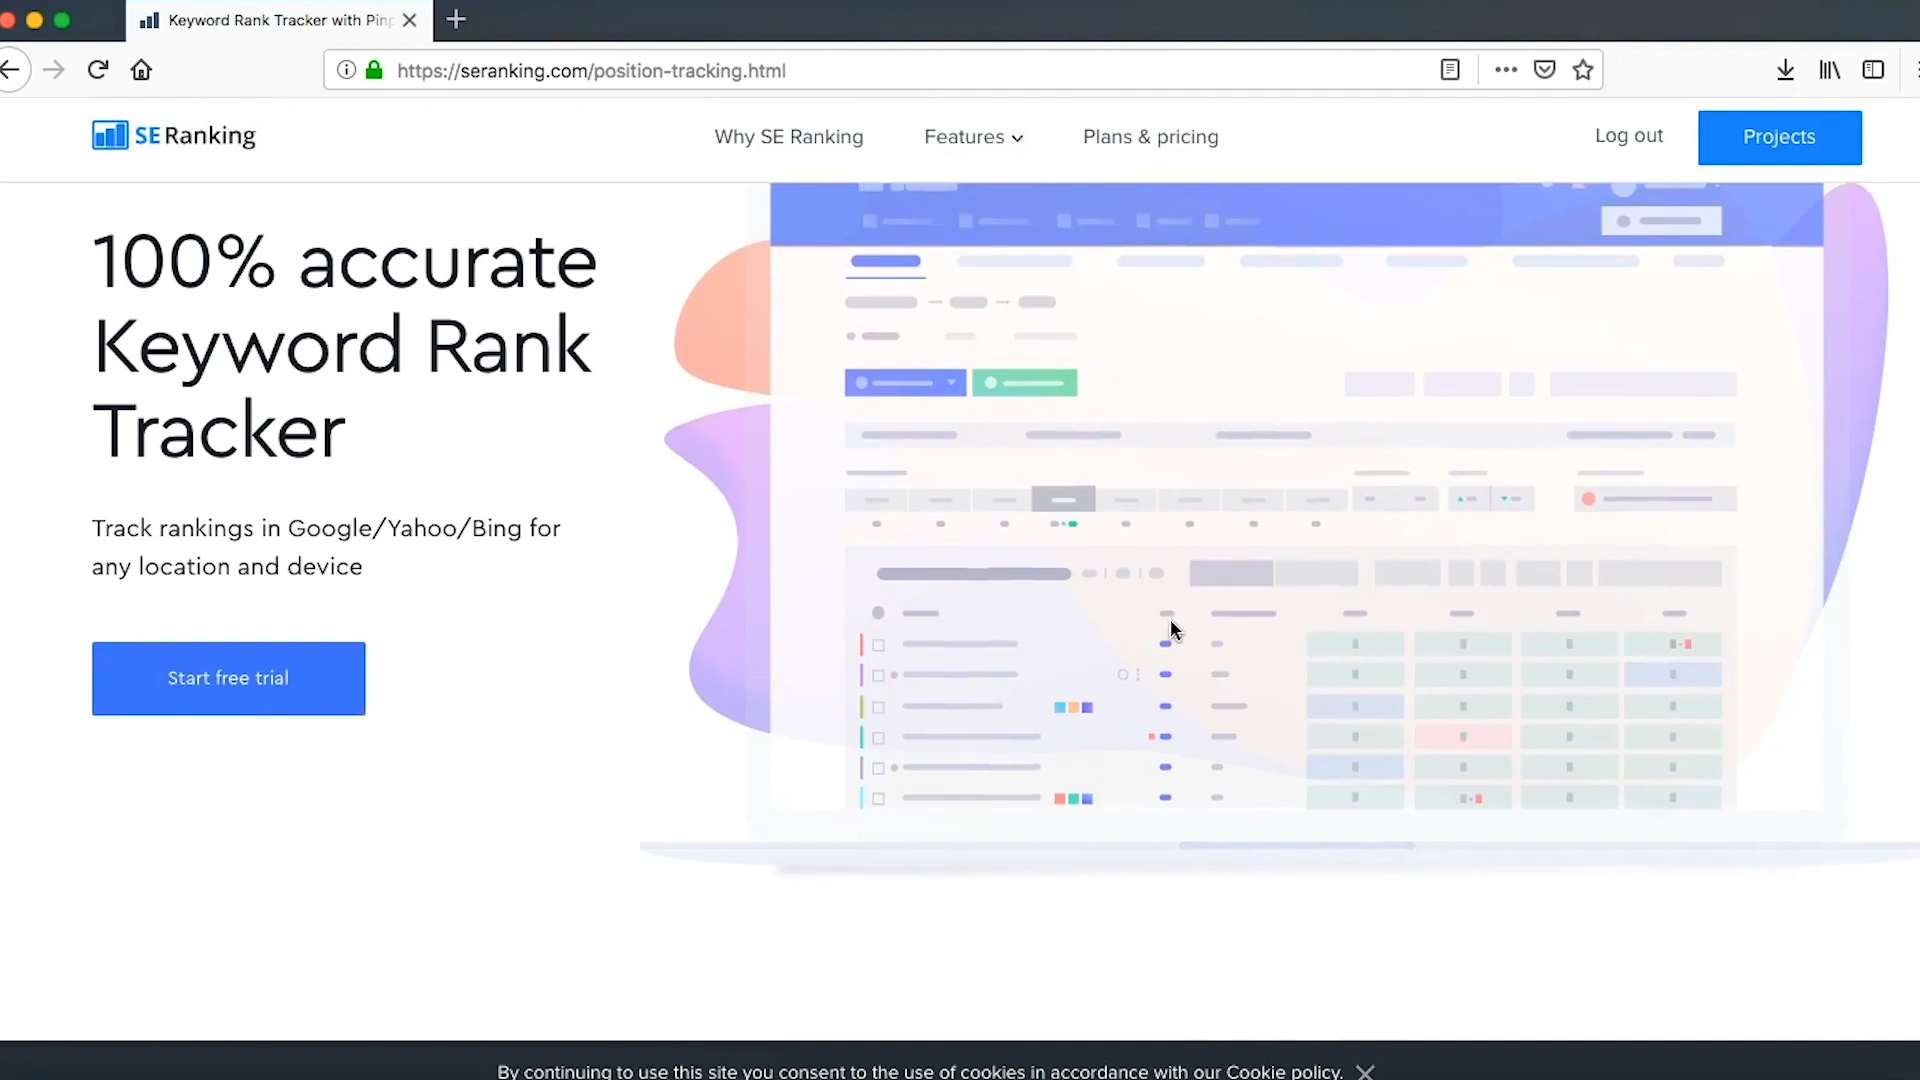 Keyword Rank Tracker with Pinp
https://seranking.com/position-tracking.html
SE Ranking
Why SE Ranking
Features
Plans & pricing
Log out
Projects
100% accurate
Keyword Rank
Tracker
Track rankings in Google/Yahoo/Bing for
any location and device
Start free trial
By continuing to use this site you consent to the use of cookies in accordance with our Cookie policy.